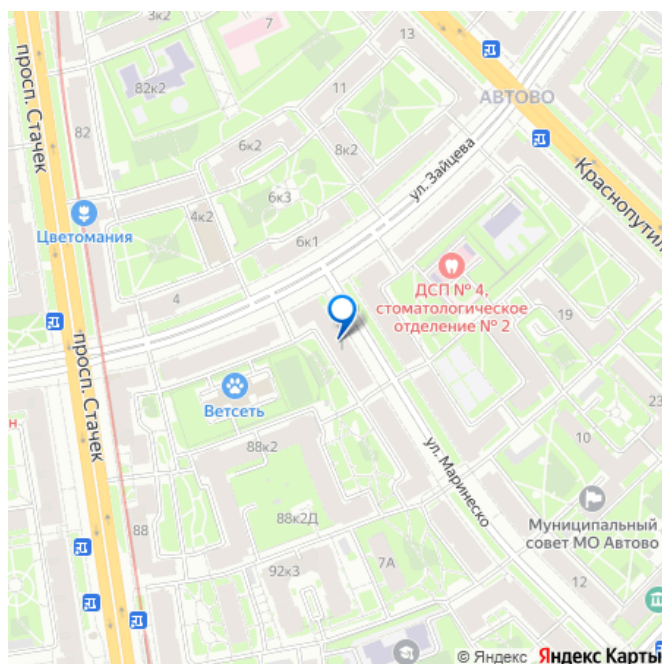 3к2
7
13
просп. Стачек
82к2
11
АВТОВО
82
6к2
8к2
ул. Зайцева
Краснопутил
6к3
4к2
Цветомания
6к1
ДСП № 4,
стоматологическое
отделение № 2
4
19
просп. Стачек
Ветсеть
23
88к2
ул. Маринеско
10
88к2Д
Муниципальный
совет МО Автово
88
7А
92к3
12
© Яндекс Яндекс Карты